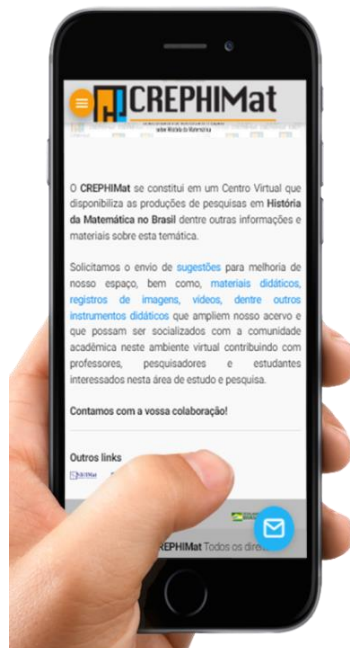 CREPHIMat
O CREPHIMat se constitui em um Centro Virtual que
disponibiliza as produções de pesquisas em História
da Matemática no Brasil dentre outras informações e
materiais sobre esta temática.
Solicitamos o envio de sugestões para melhoria de
nosso espaço, bem como, materiais didáticos,
registros de imagens, vídeos, dentre outros
instrumentos didáticos que ampliem nosso acervo e
que possam ser socializados com a comunidade
acadêmica neste ambiente virtual contribuindo com
professores, pesquisadores e estudantes
interessados nesta área de estudo e pesquisa.
Contamos com a vossa colaboração!
Outros links
REPHIMat Todos os dire